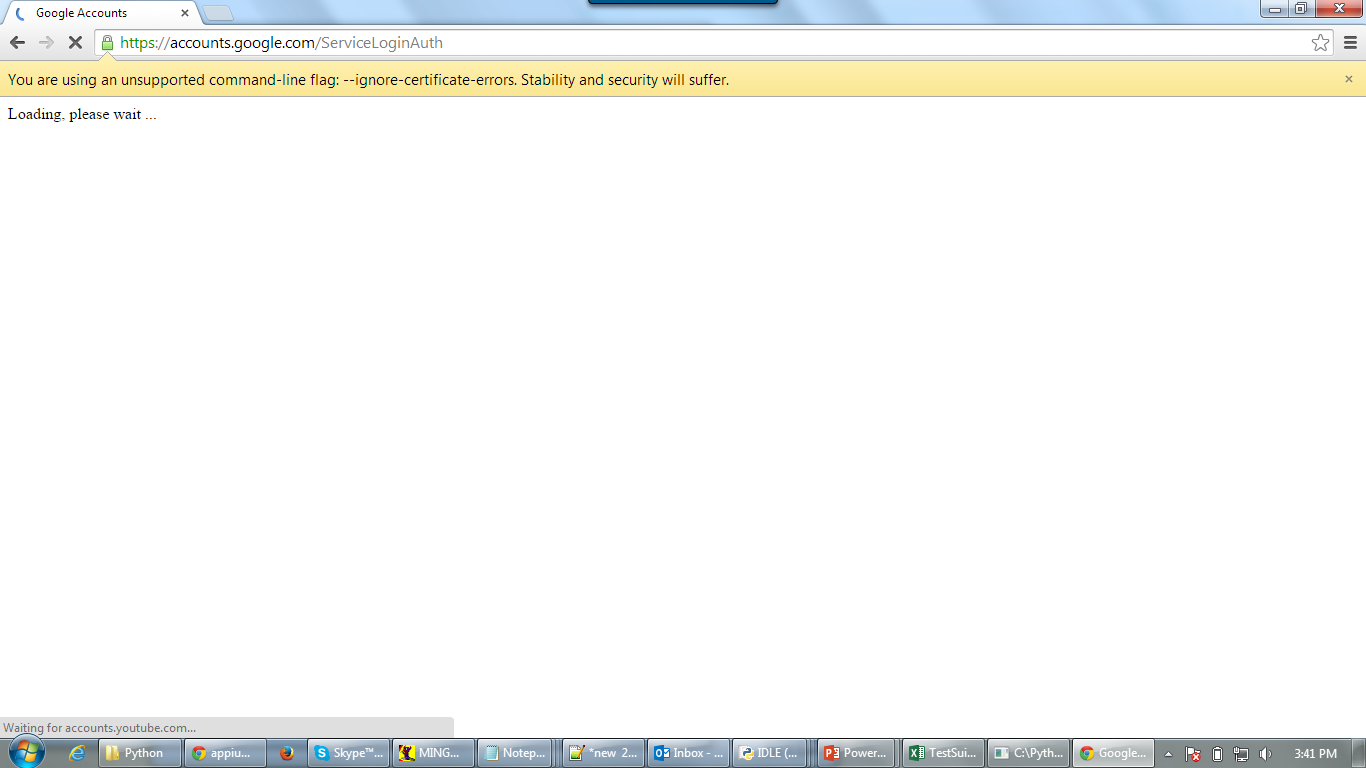 Google Accounts
https://accounts.google.com/ServiceLoginAuth
You are using an unsupported command-line flag: --ignore-certificate-errors. Stability and security will suffer.
Loading, please wait ...
Waiting for accounts.youtube.com...
Python
appiu...
Skype™...
MING...
Notep...
*new 2...
Inbox - ...
IDLE (...
Power...
TestSui...
C:\Pyth...
Google...
3:41 PM